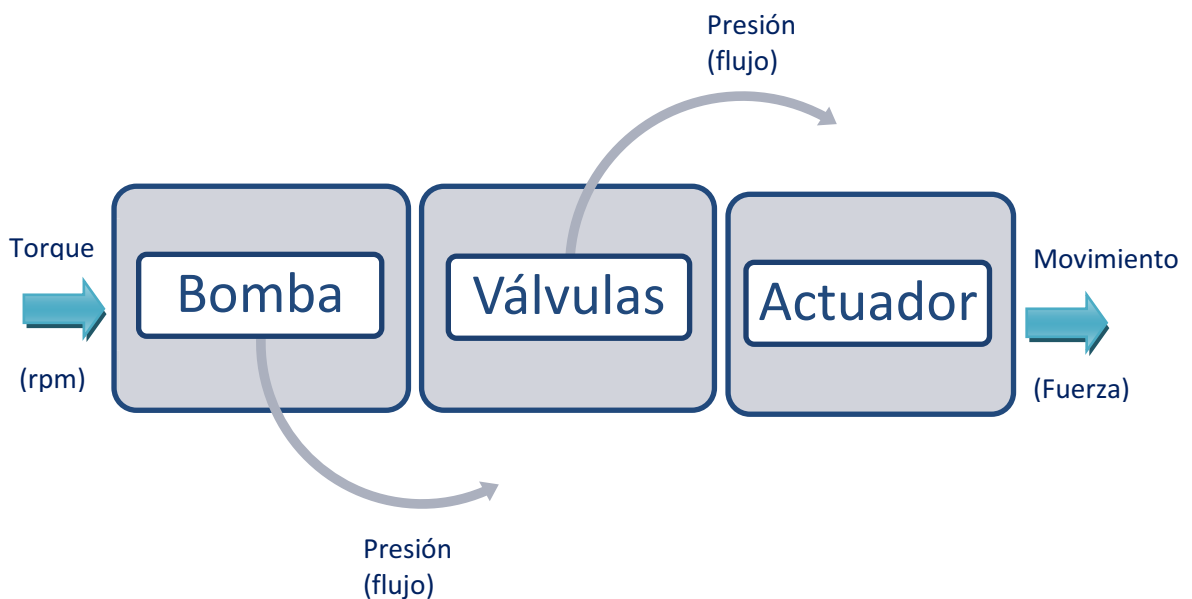 Presión
(flujo)
Torque
(rpm)
Bomba
Válvulas
Actuador
Movimiento
(Fuerza)
Presión
(flujo)